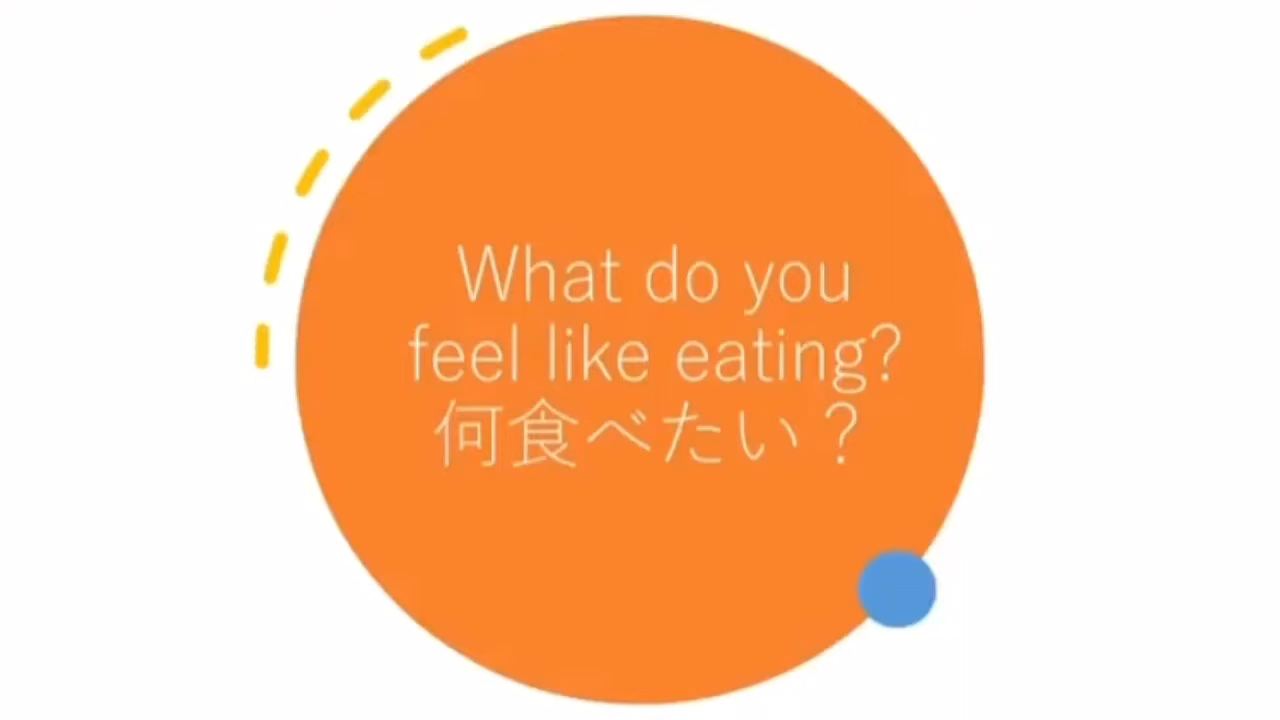 What do you
feel like eating?
何食べたい？